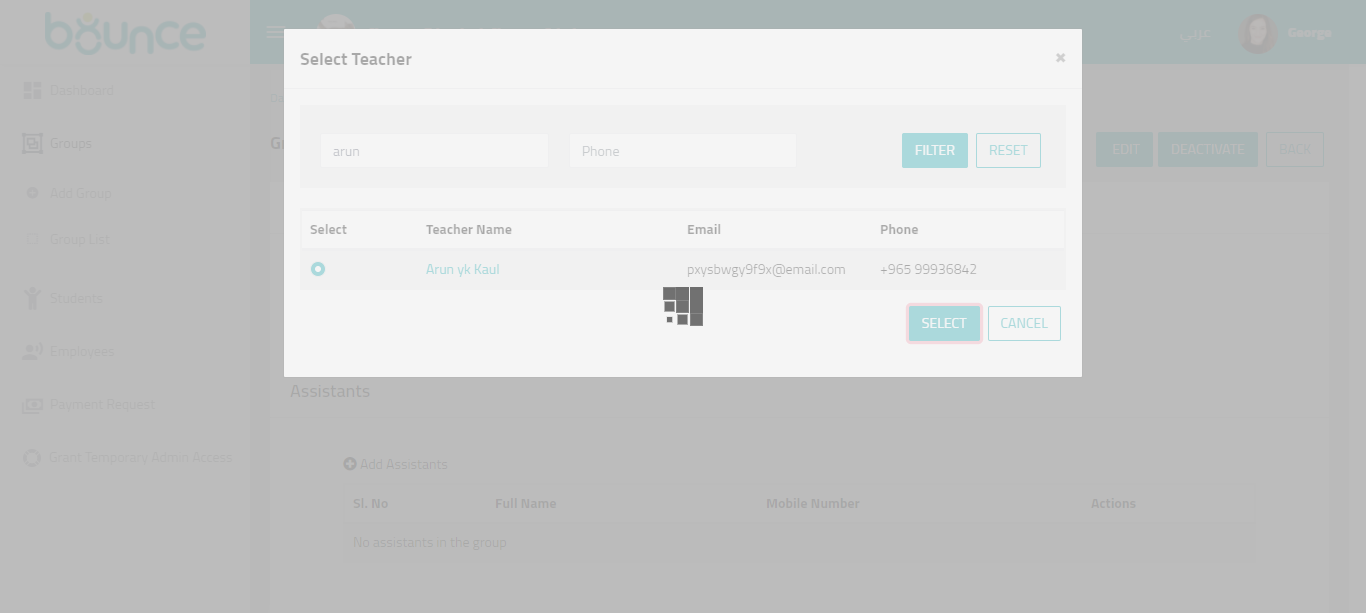 bounce
عربي
George
Dashboard
Groups
Add Group
Group List
Students
Employees
Payment Request
Grant Temporary Admin Access
EDIT
DEACTIVATE
BACK
Select Teacher
✖
arun
Phone
FILTER
RESET
Select Teacher Name Email Phone
Arun yk Kaul pxysbwgy9f9x@email.com +965 99936842
SELECT
CANCEL
Assistants
Add Assistants
Sl. No Full Name Mobile Number Actions
No assistants in the group